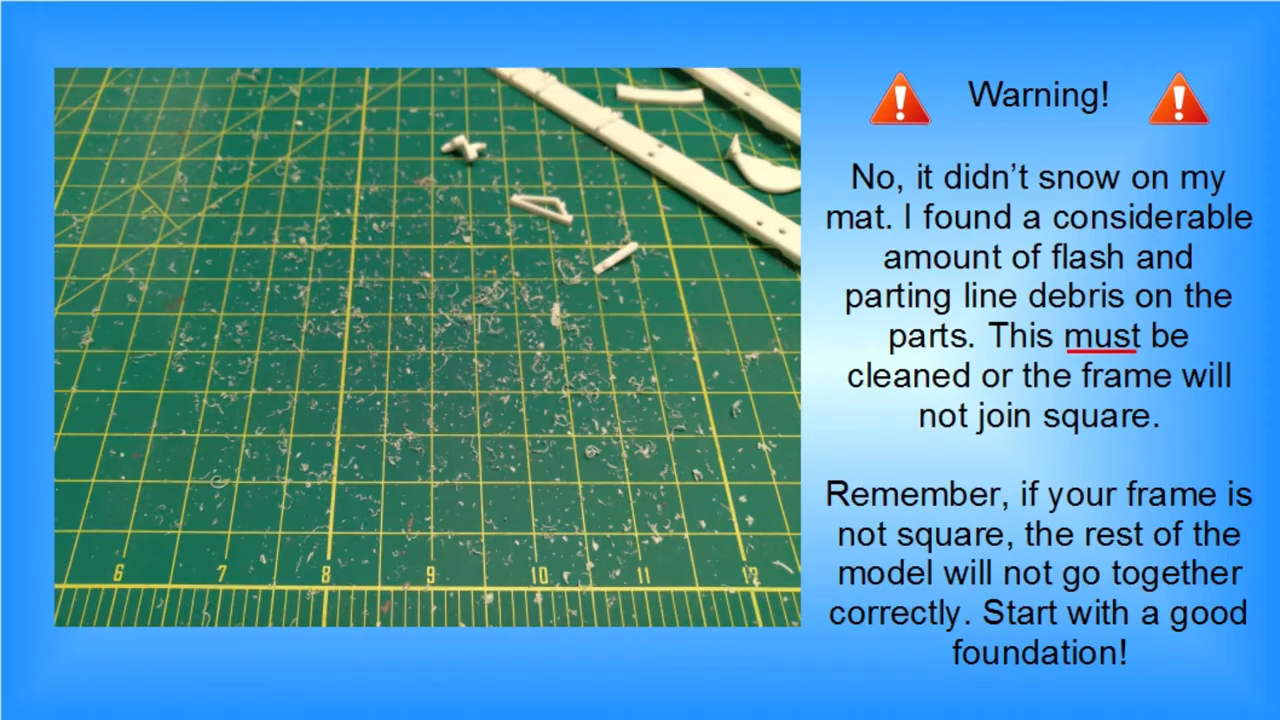 Warning!
No, it didn’t snow on my
mat. I found a considerable
amount of flash and
parting line debris on the
parts. This must be
cleaned or the frame will
not join square.
Remember, if your frame is
not square, the rest of the
model will not go together
correctly. Start with a good
foundation!
6 7 8 9 10 11 12